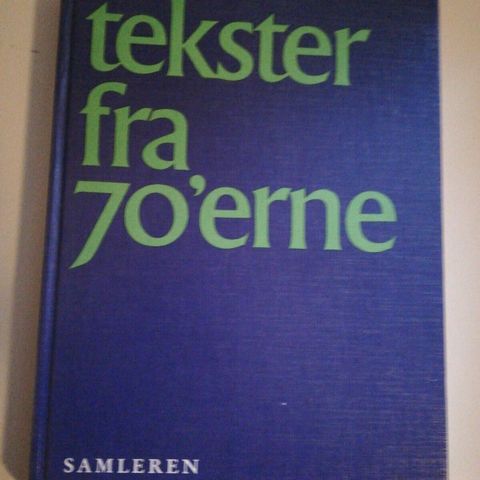 tekster
fra
70'erne
SAMLEREN